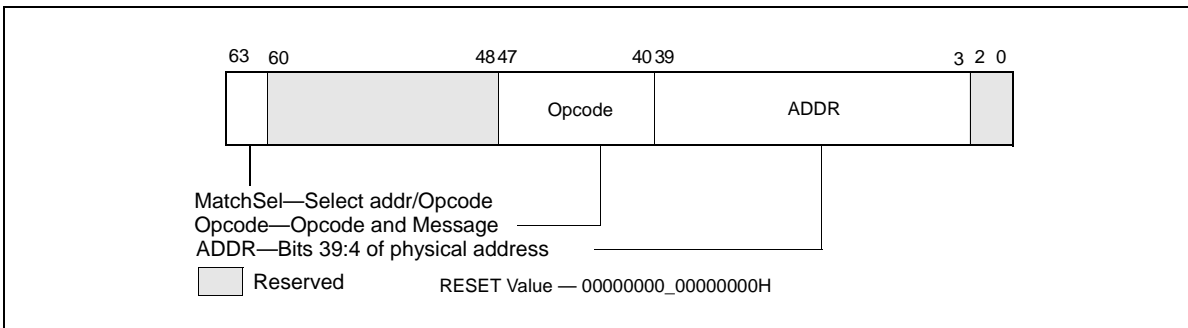 63 60 48 47 40 39 3 2 0
Opcode ADDR
MatchSel—Select addr/Opcode
Opcode—Opcode and Message
ADDR—Bits 39:4 of physical address
Reserved RESET Value — 00000000_00000000H